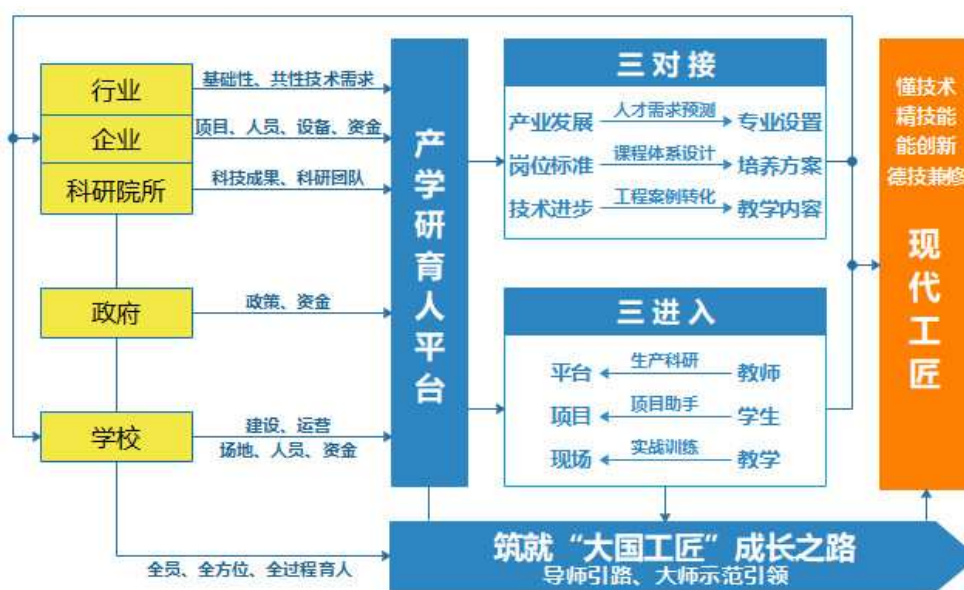 行业
基础性、共性技术需求
企业
项目、人员、设备、资金
科研院所
科技成果、科研团队
政府
政策、资金
学校
建设、运营
场地、人员、资金
全员、全方位、全过程育人
产学研育人平台
三对接
产业发展 人才需求预测 专业设置
岗位标准 课程体系设计 培养方案
技术进步 工程案例转化 教学内容
三进入
平台 生产科研 教师
项目 项目助手 学生
现场 实战训练 教学
筑就“大国工匠”成长之路
导师引路、大师示范引领
懂技术
精技能
能创新
德技兼修
现代工匠